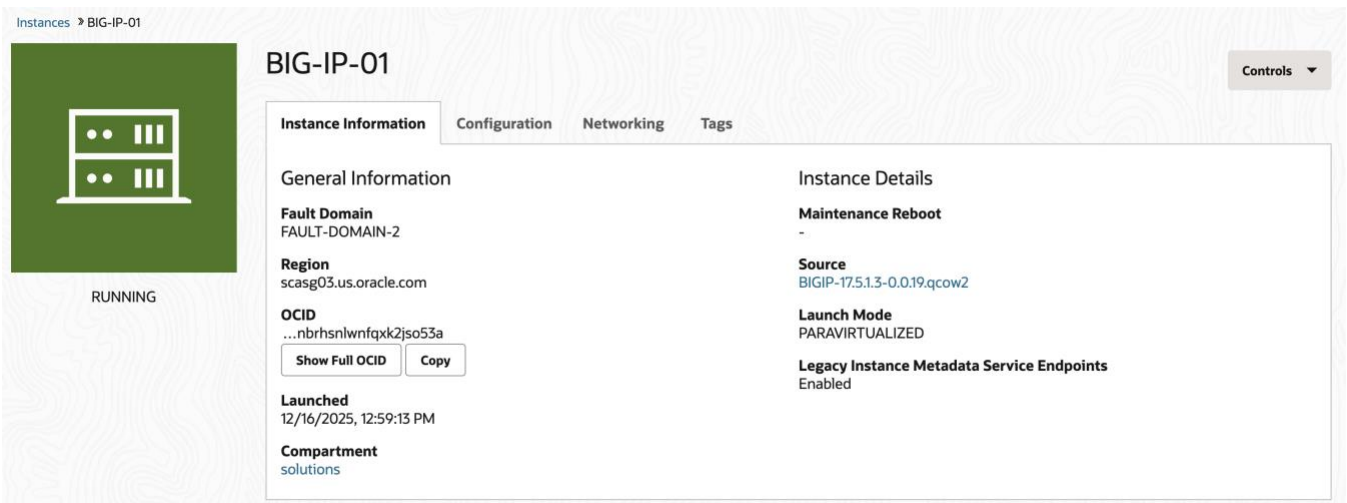 Instances » BIG-IP-01
BIG-IP-01
Controls
Instance Information Configuration Networking Tags
RUNNING
General Information
Fault Domain
FAULT-DOMAIN-2
Region
scasg03.us.oracle.com
OCID
...nbrhsnlwnfqxk2jso53a
Show Full OCID Copy
Launched
12/16/2025, 12:59:13 PM
Compartment
solutions
Instance Details
Maintenance Reboot
-
Source
BIGIP-17.5.1.3-0.0.19.qcow2
Launch Mode
PARAVIRTUALIZED
Legacy Instance Metadata Service Endpoints
Enabled